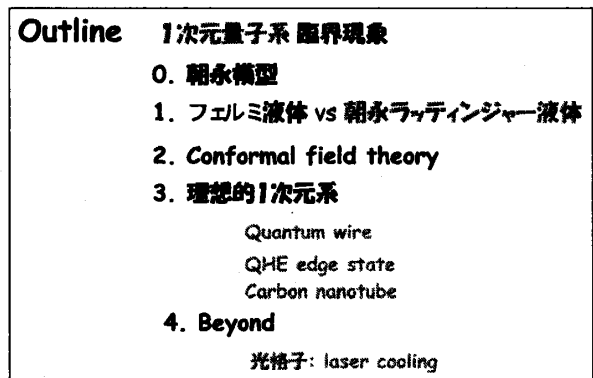 Outline 1次元量子系 臨界現象
0. 朝永模型
1. フェルミ液体 vs 朝永ラッティンジャー液体
2. Conformal field theory
3. 理想的1次元系
Quantum wire
QHE edge state
Carbon nanotube
4. Beyond
光格子: laser cooling